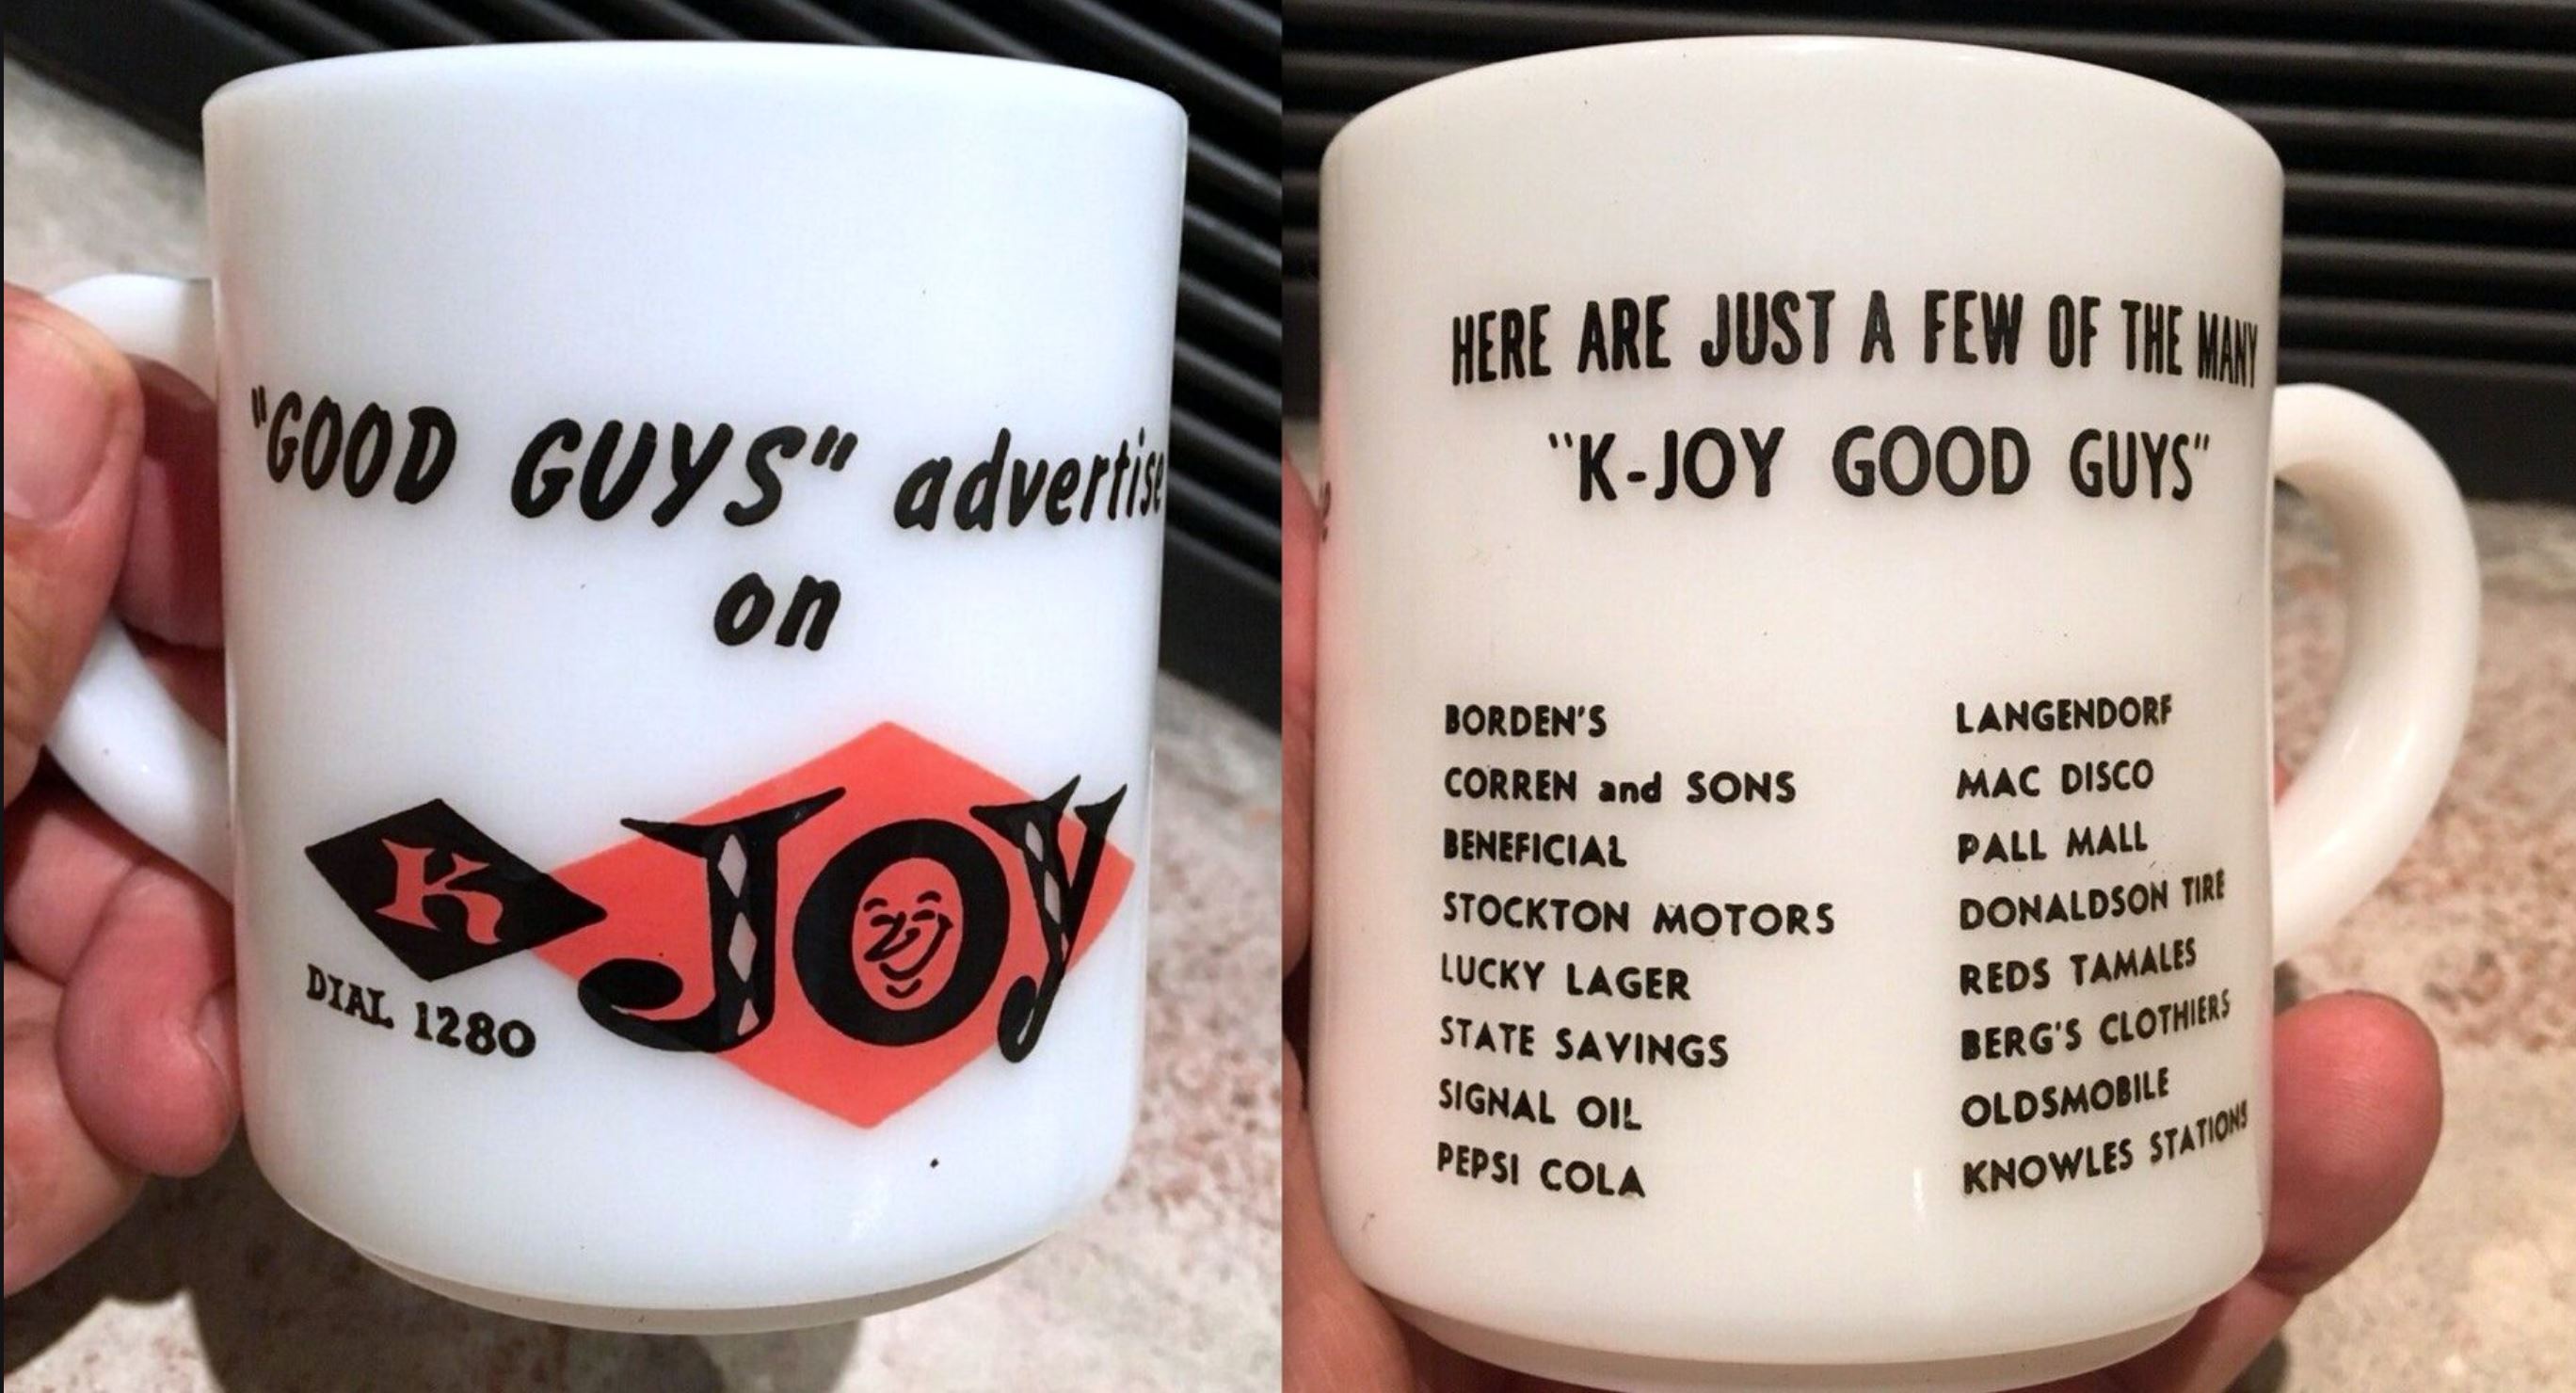 "GOOD GUYS" advertise
on
K JOY
DIAL 1280
HERE ARE JUST A FEW OF THE MANY
"K-JOY GOOD GUYS"
BORDEN'S
CORREN and SONS
BENEFICIAL
STOCKTON MOTORS
LUCKY LAGER
STATE SAVINGS
SIGNAL OIL
PEPSI COLA
LANGENDORF
MAC DISCO
PALL MALL
DONALDSON TIRE
REDS TAMALES
BERG'S CLOTHIERS
OLDSMOBILE
KNOWLES STATIONS